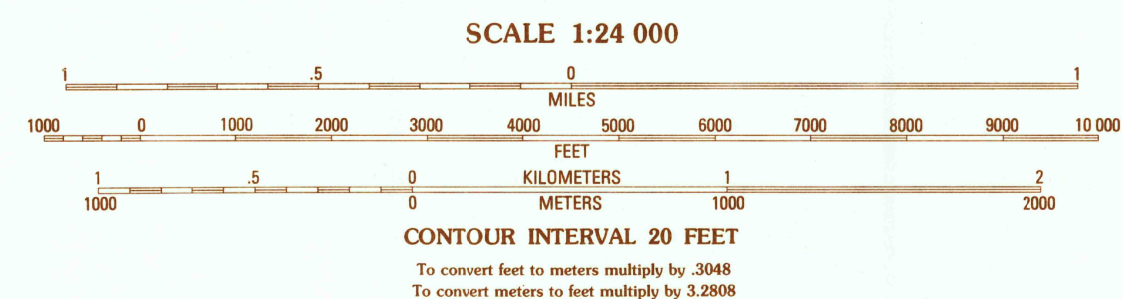 SCALE 1:24 000
1 .5 0 1
MILES
1000 0 1000 2000 3000 4000 5000 6000 7000 8000 9000 10 000
FEET
1 .5 0 KILOMETERS 1 2
1000 0 METERS 1000 2000
CONTOUR INTERVAL 20 FEET
To convert feet to meters multiply by .3048
To convert meters to feet multiply by 3.2808